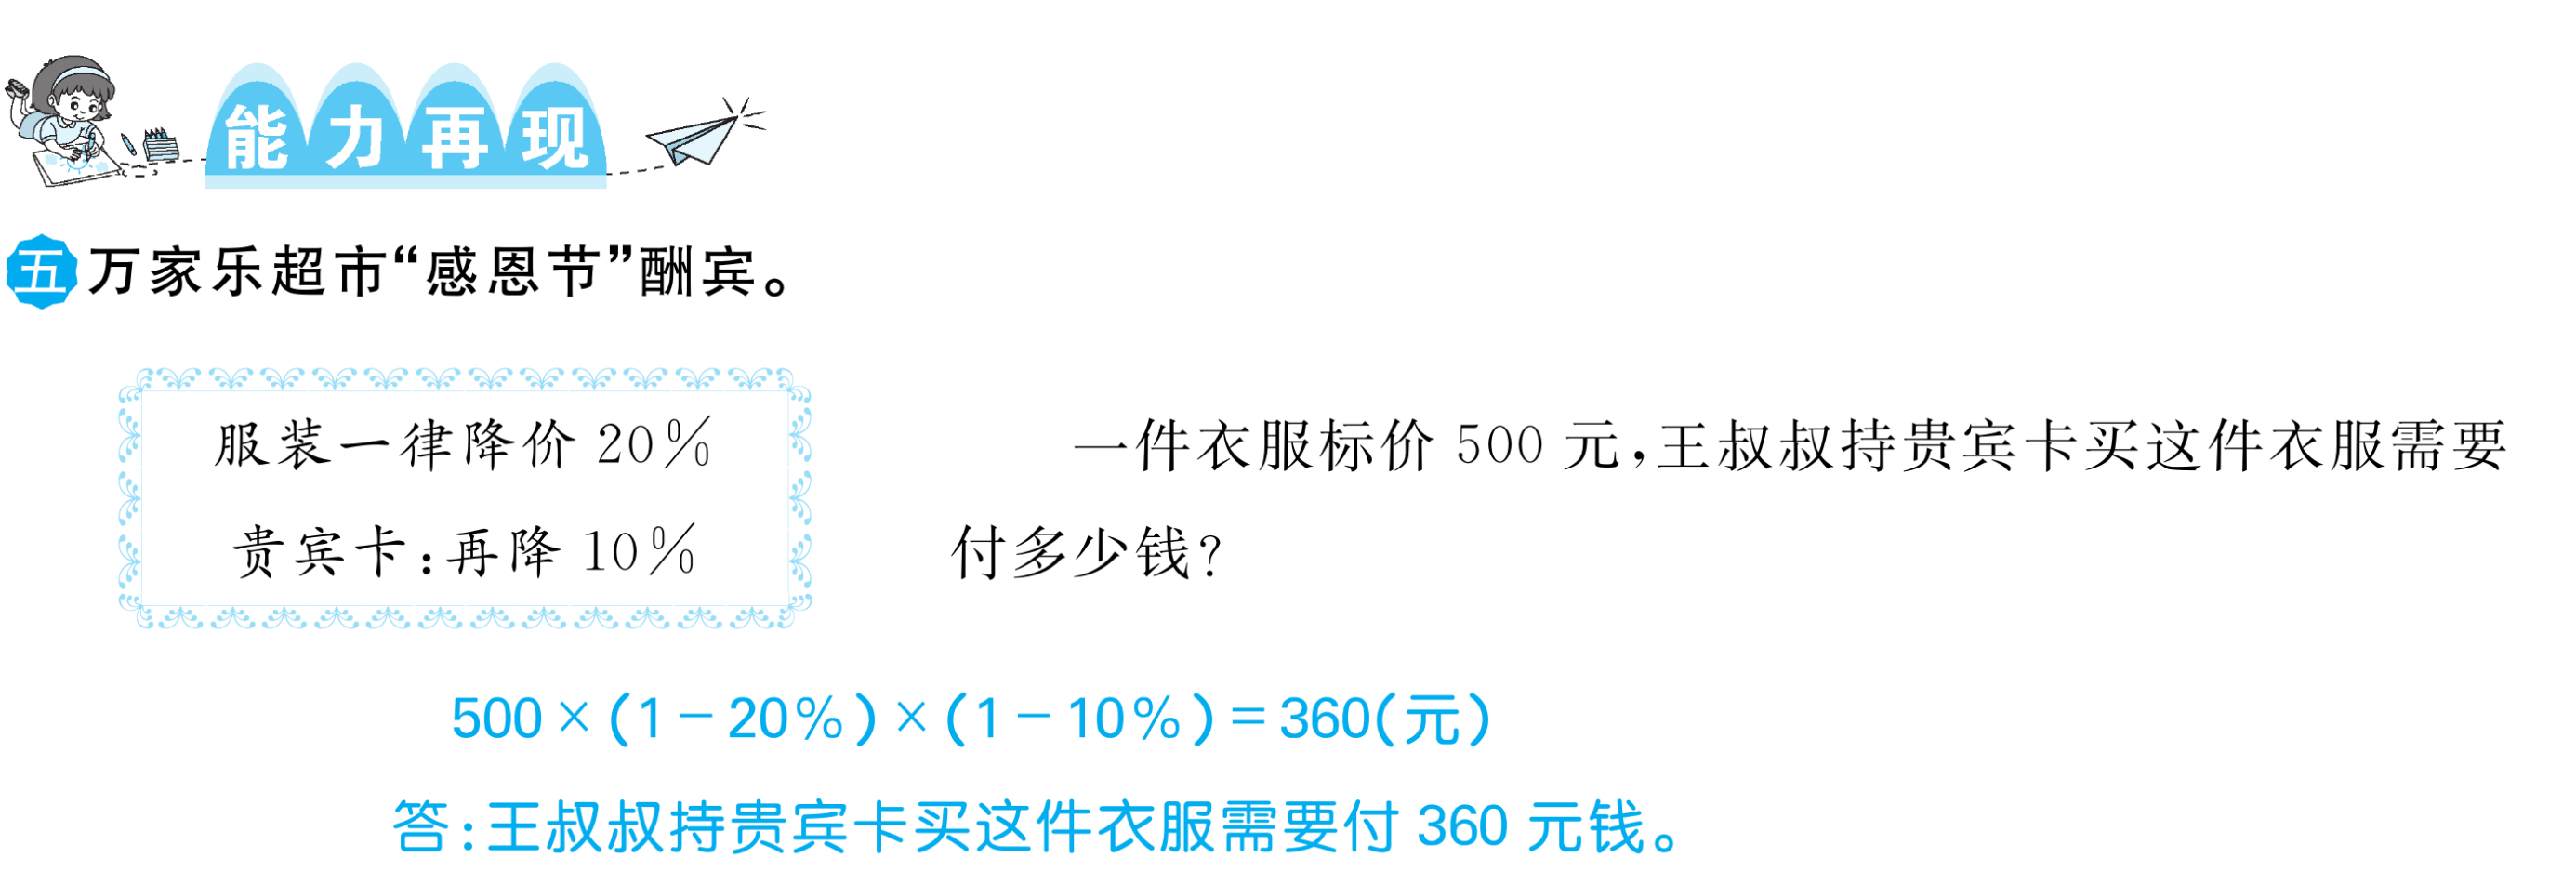 能力再现
五 万家乐超市“感恩节”酬宾。
服装一律降价 20%
贵宾卡:再降 10%
一件衣服标价 500 元,王叔叔持贵宾卡买这件衣服需要
付多少钱?
500×(1-20%)×(1-10%)=360(元)
答:王叔叔持贵宾卡买这件衣服需要付 360 元钱。